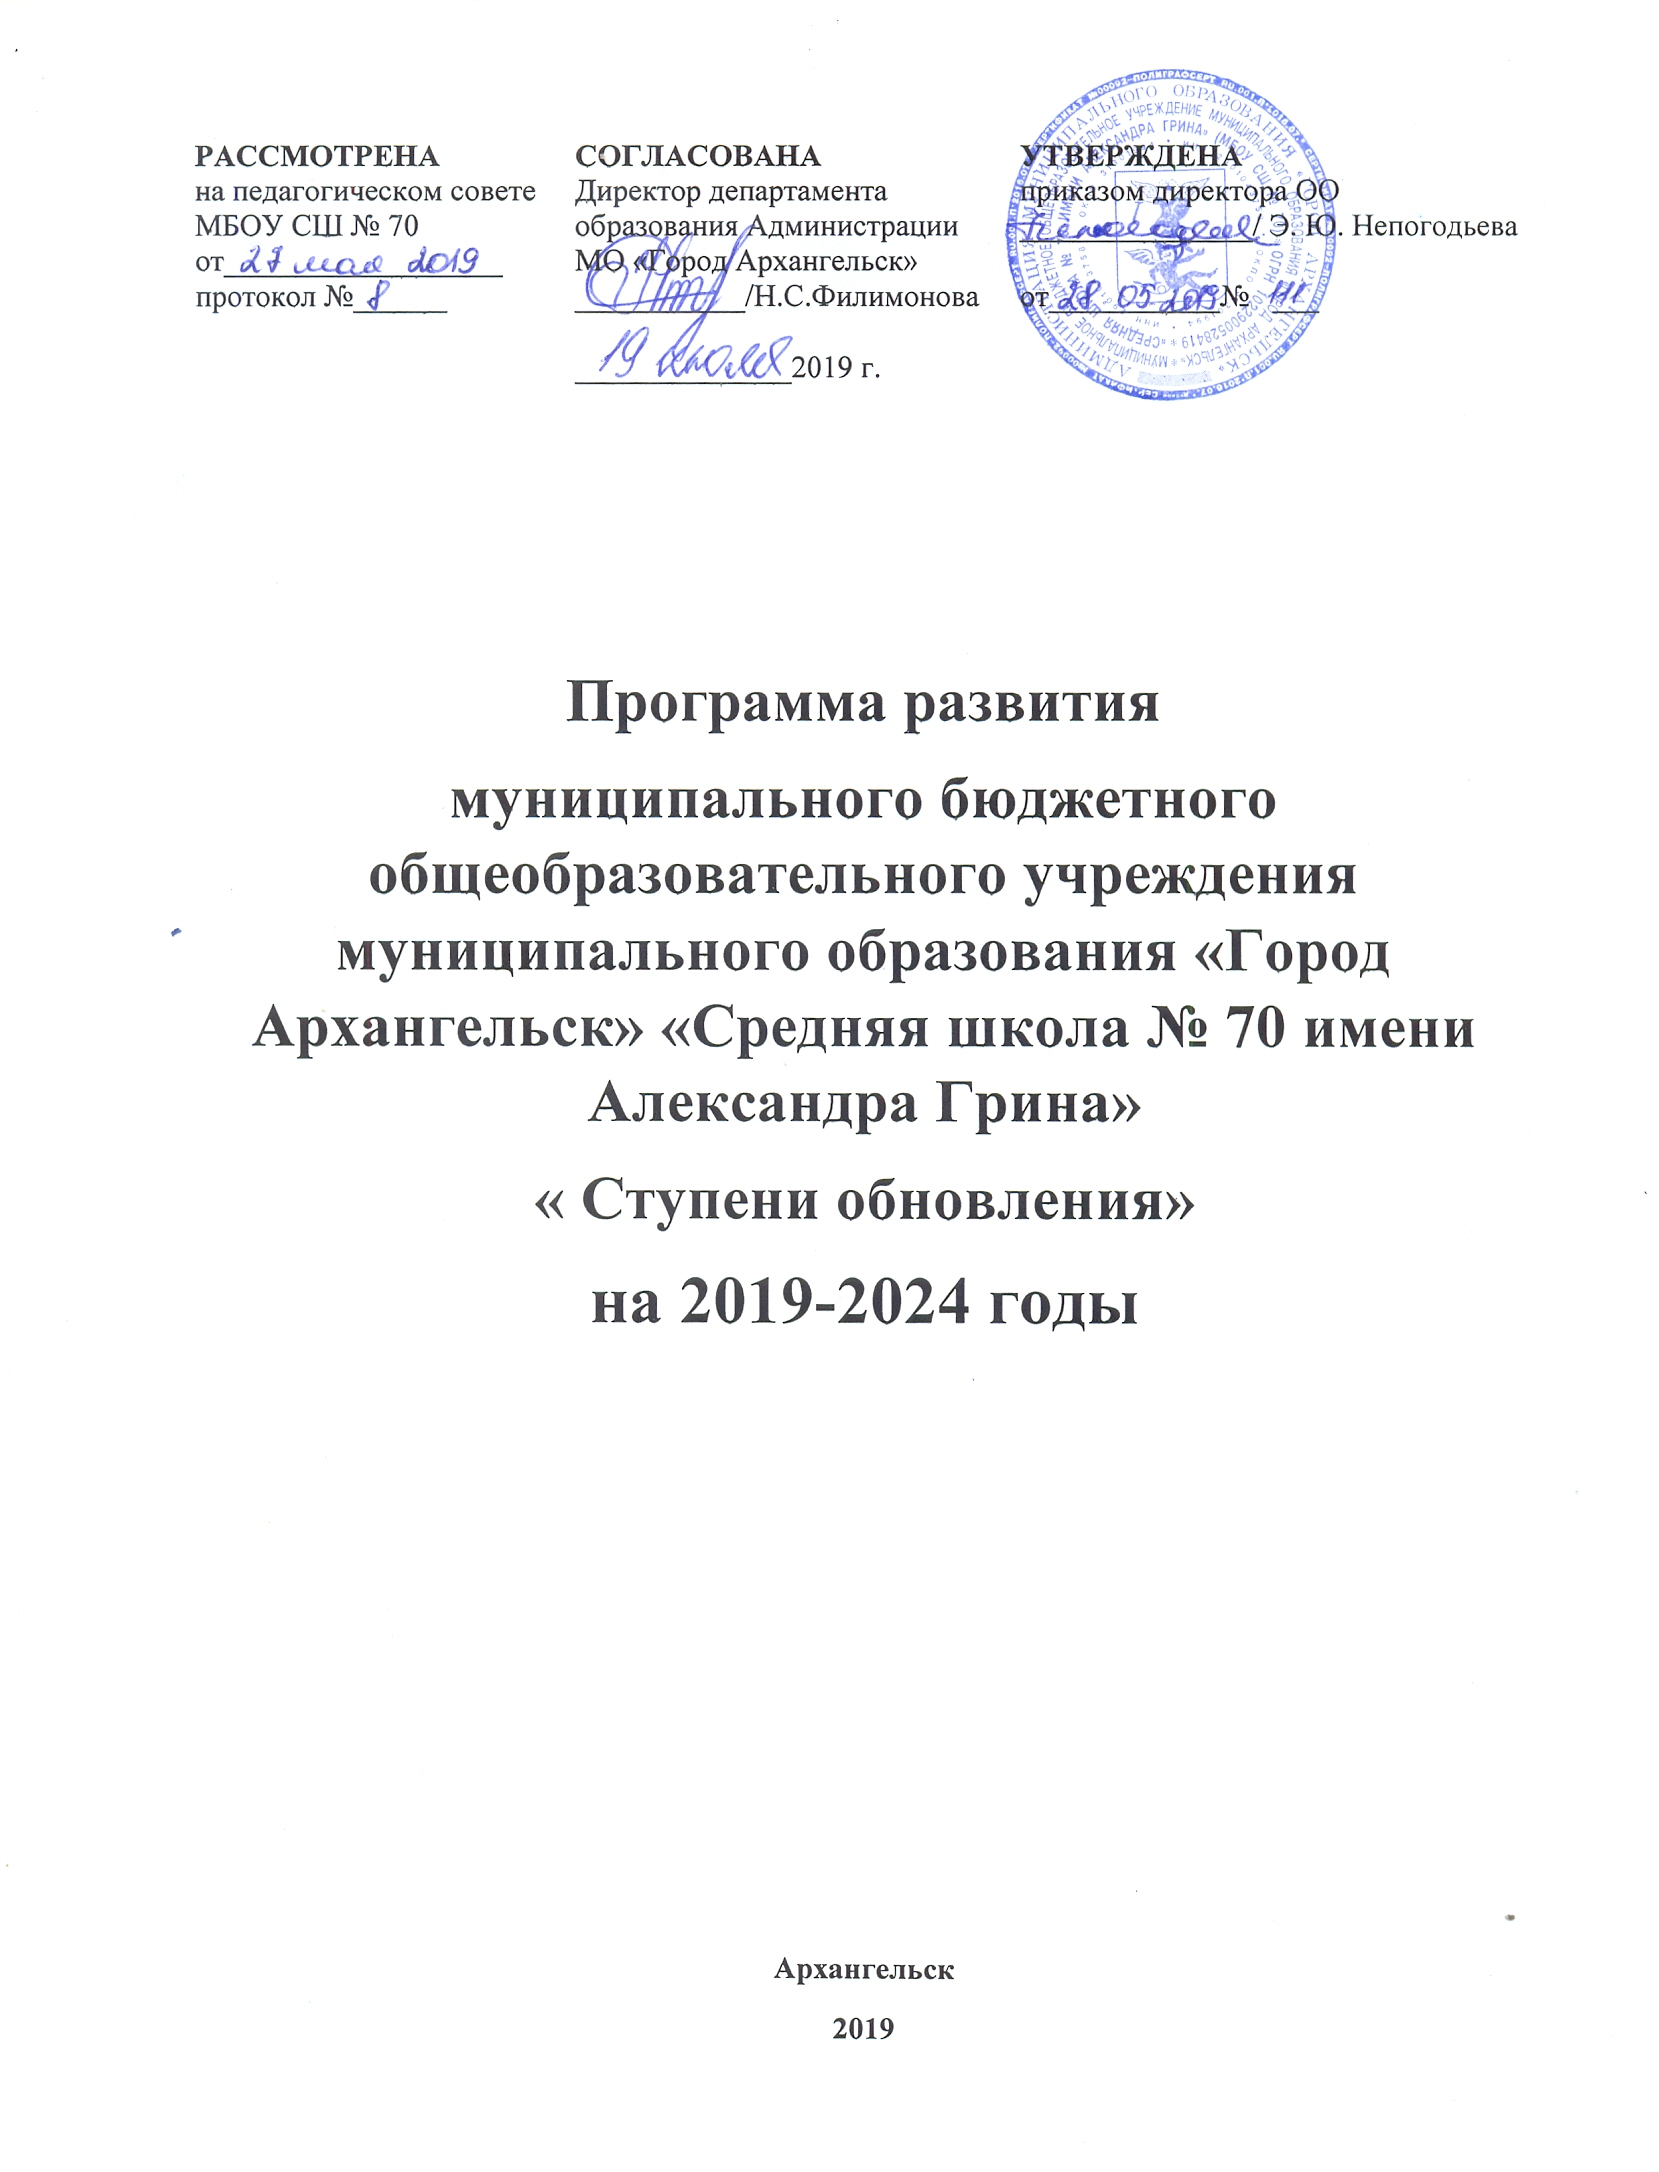 РАССМОТРЕНА
на педагогическом совете
МБОУ СШ № 70
от 27 мая 2019
протокол № 8
СОГЛАСОВАНА
Директор департамента
образования Администрации
МО «Город Архангельск»
/Н.С.Филимонова
19 июля 2019 г.
УТВЕРЖДЕНА
приказом директора ОО
/ Э. Ю. Непогодьева
от 28 05 2019 № 111
Программа развития
муниципального бюджетного
общеобразовательного учреждения
муниципального образования «Город
Архангельск» «Средняя школа № 70 имени
Александра Грина»
« Ступени обновления»
на 2019-2024 годы
Архангельск
2019